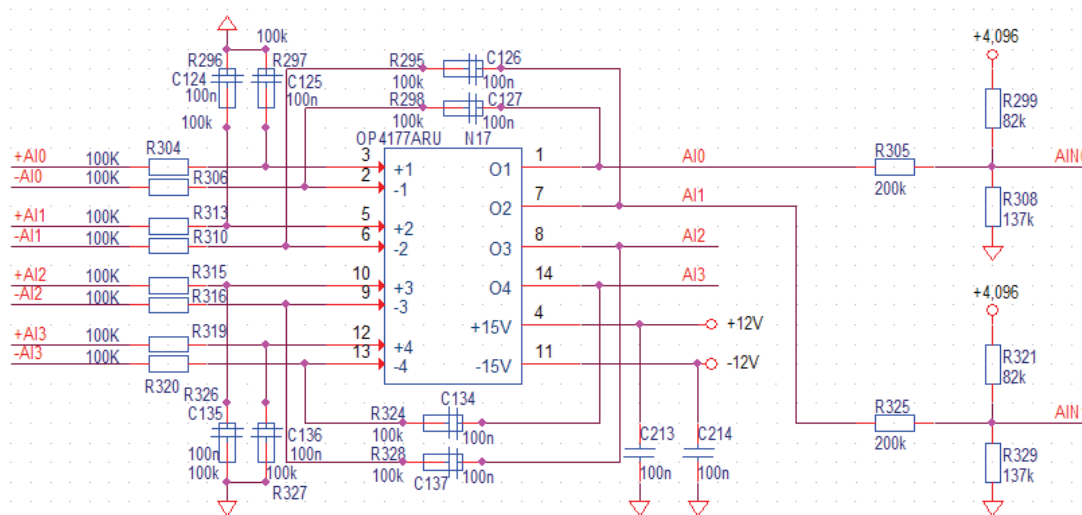 100k
R296
R297
C124
C125
100n
100n
100k
R295
C126
100k
100n
R298
C127
100k
100n
OP4177ARU
N17
+AI0
100K
R304
-AI0
100K
R306
+AI1
100K
R313
-AI1
100K
R310
+AI2
100K
R315
-AI2
100K
R316
+AI3
100K
R319
-AI3
100K
R320
3
+1
2
-1
5
+2
6
-2
10
+3
9
-3
12
+4
13
-4
O1
1
O2
7
O3
8
O4
14
+15V
4
-15V
11
AI0
AI1
AI2
AI3
+12V
-12V
R305
200k
R325
200k
+4,096
R299
82k
AIN0
R308
137k
+4,096
R321
82k
AIN
R329
137k
R326
C135
100n
100k
C136
100n
100k
R327
R324
C134
100k
100n
R328
100k
C137
100n
C213
100n
C214
100n